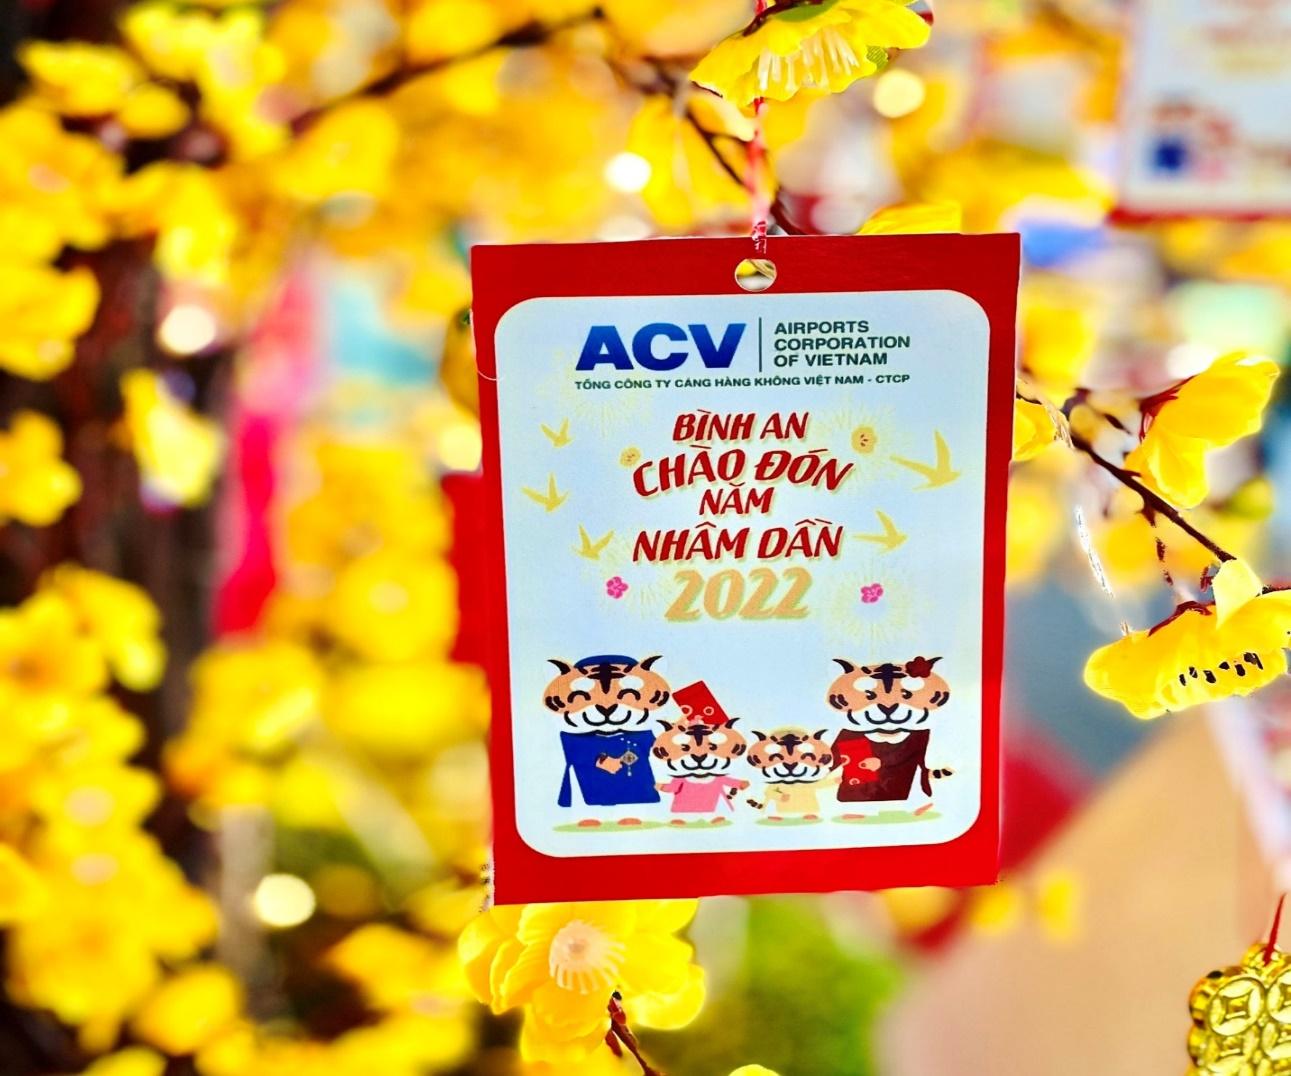 ACV
AIRPORTS
CORPORATION
OF VIETNAM
TỔNG CÔNG TY CẢNG HÀNG KHÔNG VIỆT NAM - CTCP
BÌNH AN
CHÀO ĐÓN
NĂM
NHÂM DẦN
2022